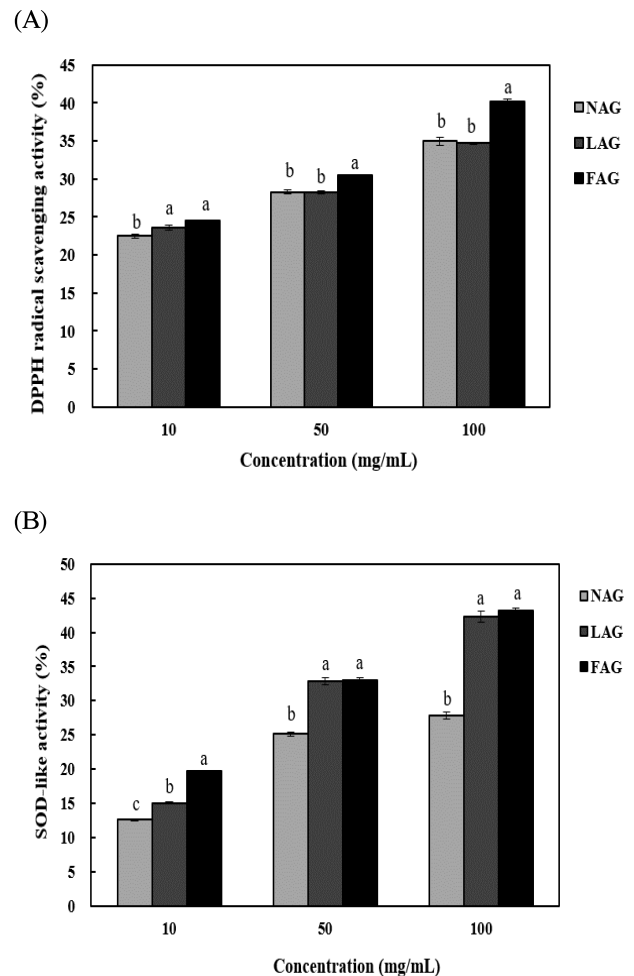 (A)
DPPH radical scavenging activity (%)
45
40
35
30
25
20
15
10
5
0
b
a
a
b
b
a
b
b
a
10
50
100
Concentration (mg/mL)
NAG
LAG
FAG
(B)
SOD-like activity (%)
50
45
40
35
30
25
20
15
10
5
0
c
b
a
b
a
a
b
a
a
10
50
100
Concentration (mg/mL)
NAG
LAG
FAG